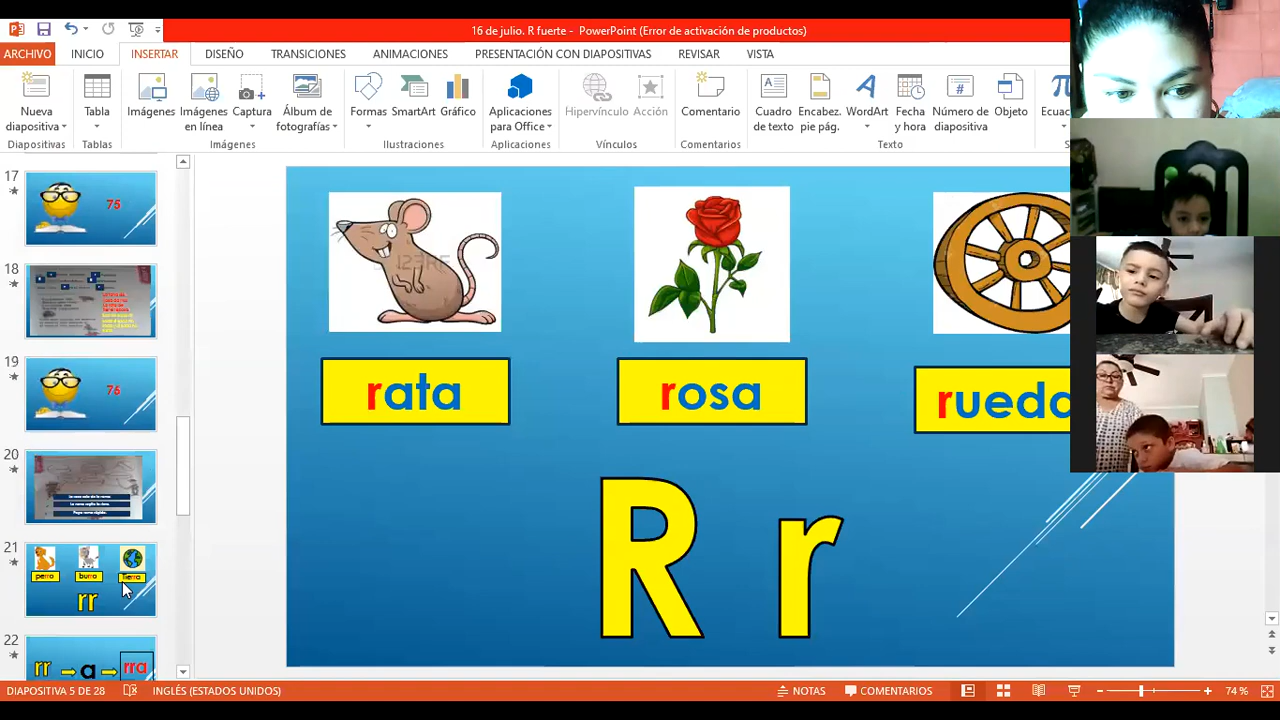 16 de julio. R fuerte - PowerPoint (Error de activación de productos)
ARCHIVO INICIO INSERTAR DISEÑO TRANSICIONES ANIMACIONES PRESENTACIÓN CON DIAPOSITIVAS REVISAR VISTA
Nueva diapositiva
Tabla
Imágenes
Imágenes en línea
Captura
Álbum de fotografías
Formas
SmartArt
Gráfico
Aplicaciones para Office
Hipervínculo
Acción
Comentario
Cuadro de texto
Encabez. pie pág.
WordArt
Fecha y hora
Número de diapositiva
Objeto
Ecuac
Diapositivas Tablas Imágenes Ilustraciones Aplicaciones Vínculos Comentarios Texto
17
75
18
19
76
20
21
perro burro Tierra
rr
22
rr a rra
rata rosa rueda
R r
DIAPOSITIVA 5 DE 28 INGLÉS (ESTADOS UNIDOS) NOTAS COMENTARIOS 74 %